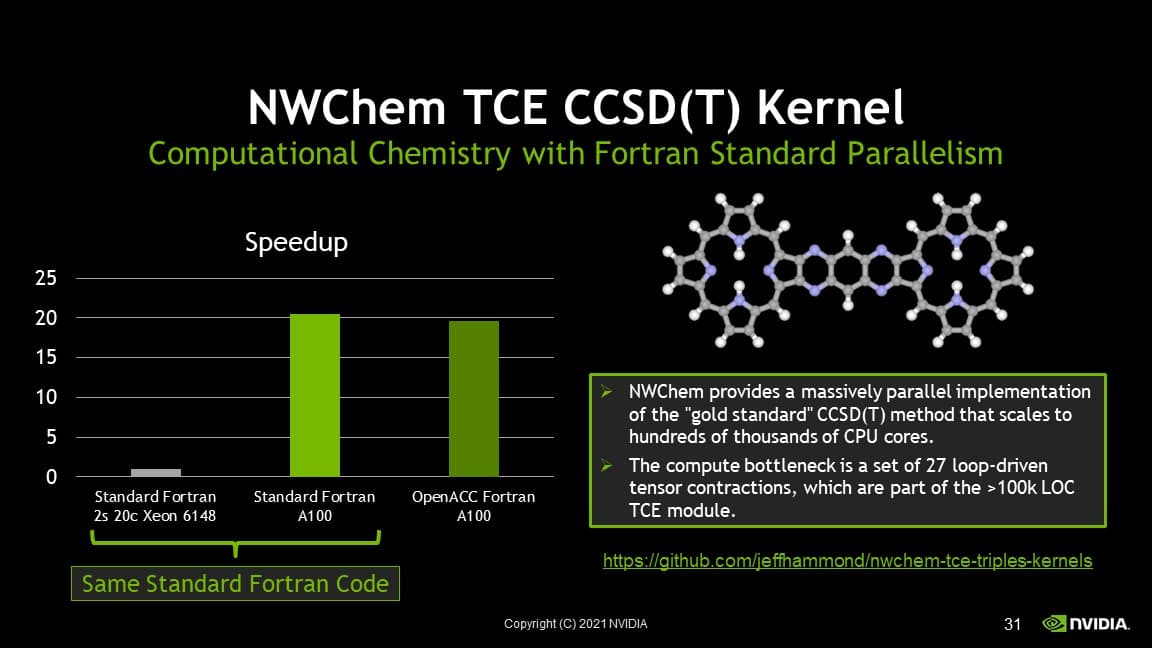 NWChem TCE CCSD(T) Kernel
Computational Chemistry with Fortran Standard Parallelism
Speedup
25
20
15
10
5
0
Standard Fortran
2s 20c Xeon 6148
Standard Fortran
A100
OpenACC Fortran
A100
Same Standard Fortran Code
NWChem provides a massively parallel implementation
of the "gold standard" CCSD(T) method that scales to
hundreds of thousands of CPU cores.
The compute bottleneck is a set of 27 loop-driven
tensor contractions, which are part of the >100k LOC
TCE module.
https://github.com/jeffhammond/nwchem-tce-triples-kernels
Copyright (C) 2021 NVIDIA
31
NVIDIA.